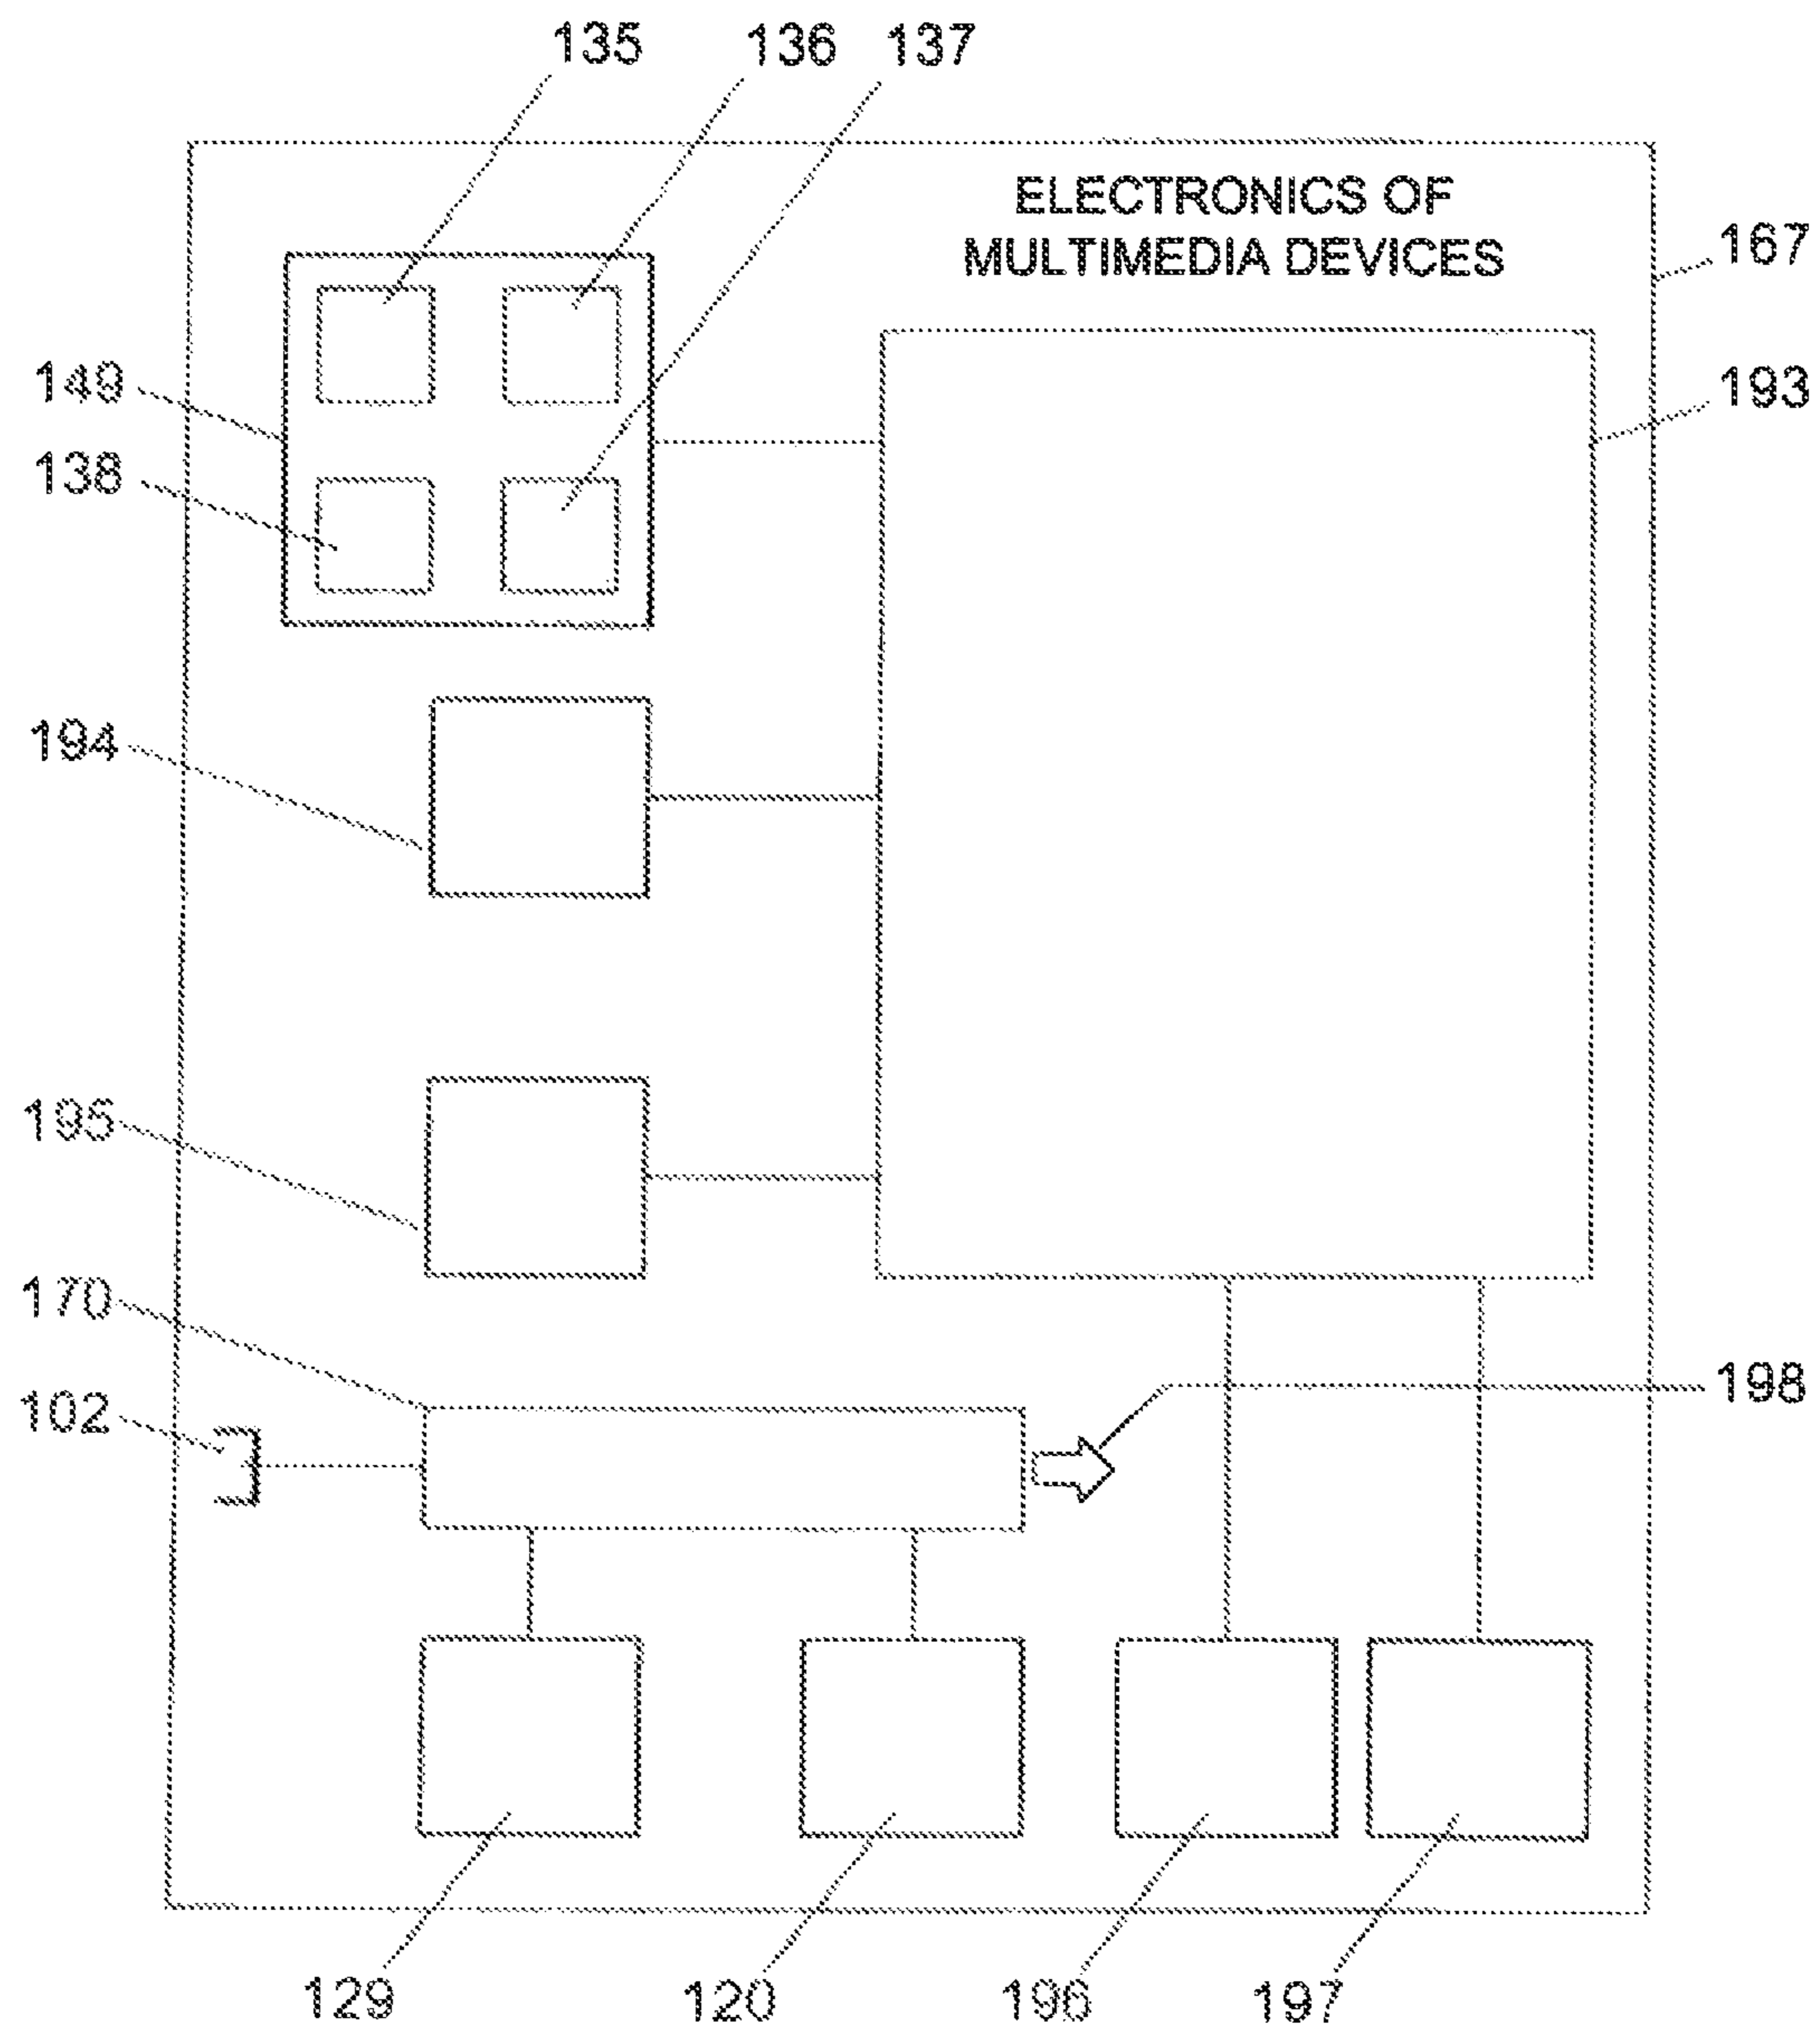 135 136 137
ELECTRONICS OF
MULTIMEDIA DEVICES
167
149
193
138
194
195
170
198
102
129 120 196 197